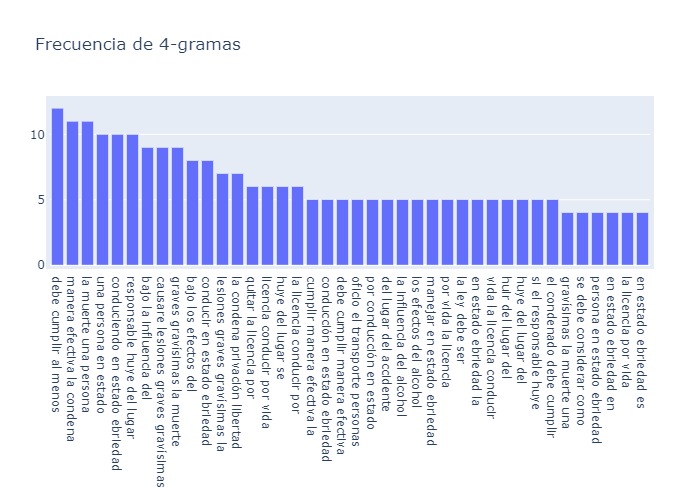 Frecuencia de 4-gramas
10
5
0
debe cumplir al menos
manera efectiva la condena
la muerte una persona
una persona en estado
conduciendo en estado ebriedad
responsable huye del lugar
bajo la influencia del
causare lesiones graves gravísimas
graves gravísimas la muerte
bajo los efectos del
conducir en estado ebriedad
lesiones graves gravísimas la
la condena privación libertad
quitar la licencia por
licencia conducir por vida
huye del lugar se
la licencia conducir por
cumplir manera efectiva la
conducción en estado ebriedad
debe cumplir manera efectiva
oficio el transporte personas
por conducción en estado
del lugar del accidente
la influencia del alcohol
los efectos del alcohol
manejar en estado ebriedad
por vida la licencia
la ley debe ser
en estado ebriedad la
vida la licencia conducir
huir del lugar del
huye del lugar del
si el responsable huye
el condenado debe cumplir
gravísimas la muerte una
se debe considerar como
persona en estado ebriedad
en estado ebriedad en
la licencia por vida
en estado ebriedad es